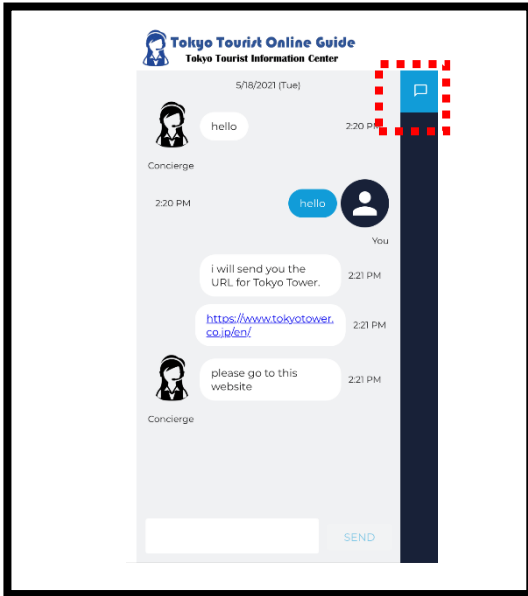 Tokyo Tourist Online Guide
Tokyo Tourist Information Center
5/18/2021 (Tue)
hello
2:20 PM
Concierge
2:20 PM
hello
You
i will send you the
URL for Tokyo Tower.
2:21 PM
https://www.tokyotower.
co.jp/en/
2:21 PM
please go to this
website
2:21 PM
Concierge
SEND